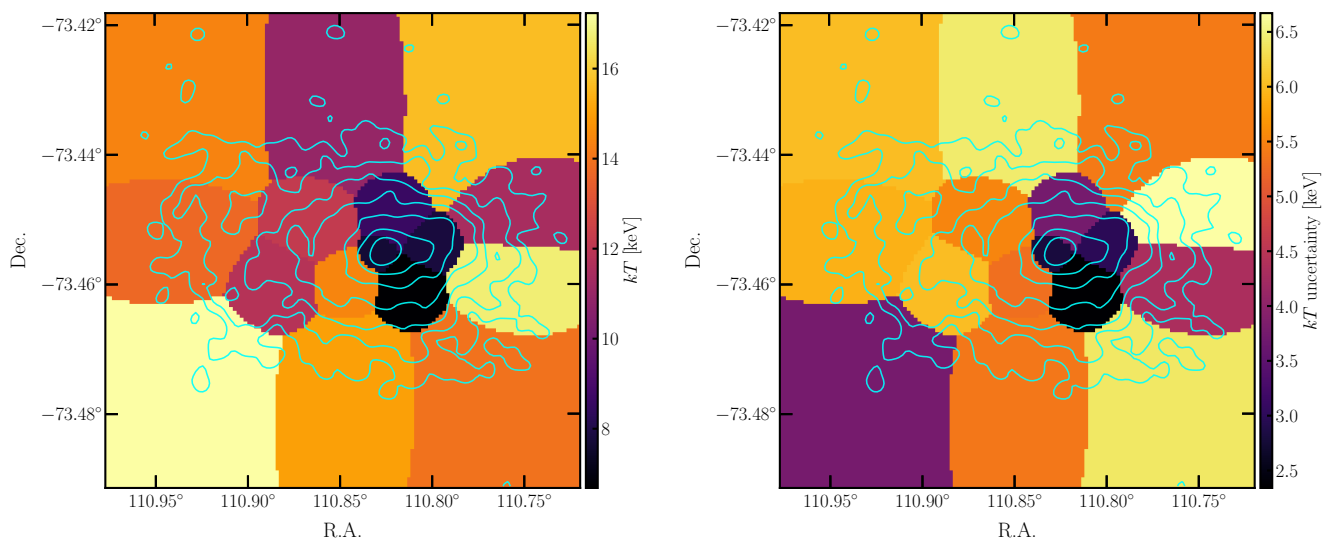 −73.42°
−73.44°
−73.46°
−73.48°
Dec.
110.95° 110.90° 110.85° 110.80° 110.75°
R.A.
16
14
12
10
8
kT [keV]
−73.42°
−73.44°
−73.46°
−73.48°
Dec.
110.95° 110.90° 110.85° 110.80° 110.75°
R.A.
6.5
6.0
5.5
5.0
4.5
4.0
3.5
3.0
2.5
kT uncertainty [keV]